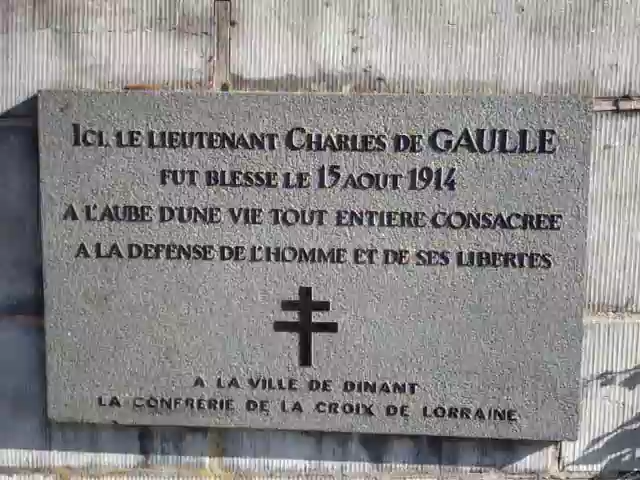 ICI, LE LIEUTENANT CHARLES DE GAULLE
FUT BLESSE LE 15 AOUT 1914
A L'AUBE D'UNE VIE TOUT ENTIERE CONSACREE
A LA DEFENSE DE L'HOMME ET DE SES LIBERTES
A LA VILLE DE DINANT
LA CONFRÉRIE DE LA CROIX DE LORRAINE